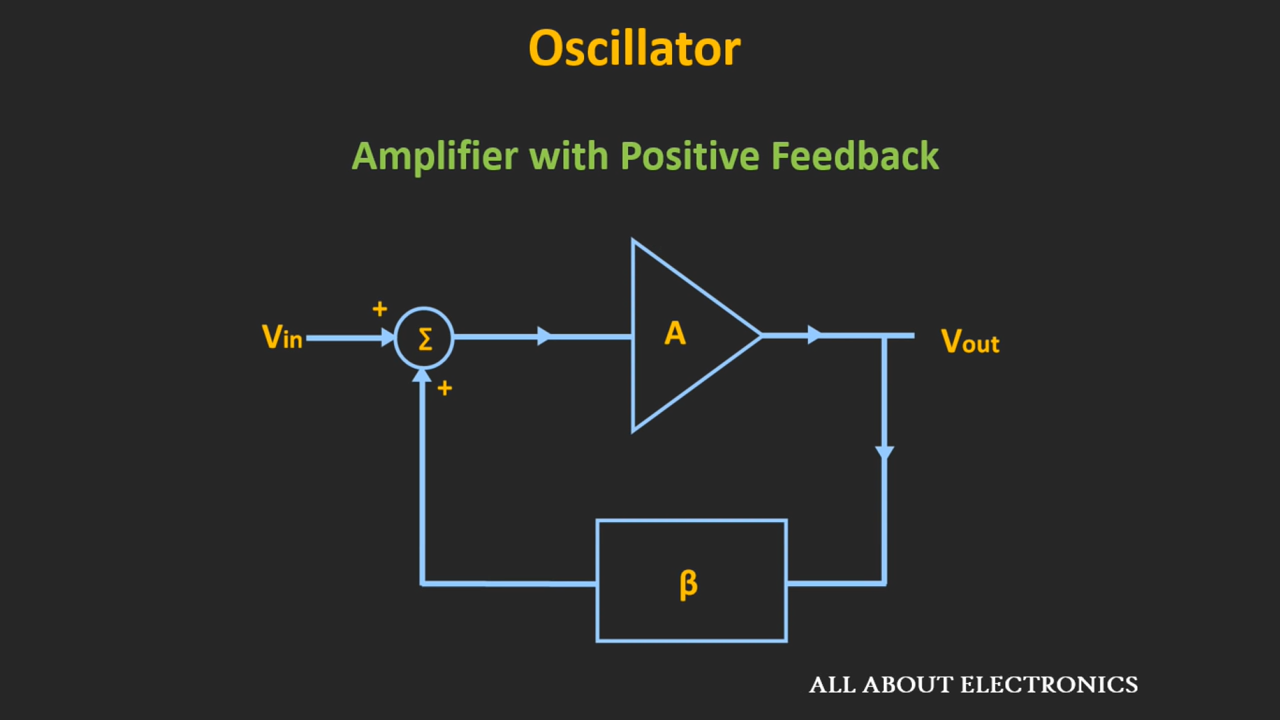 Oscillator
Amplifier with Positive Feedback
+
Vin
Σ
A
Vout
+
β
ALL ABOUT ELECTRONICS